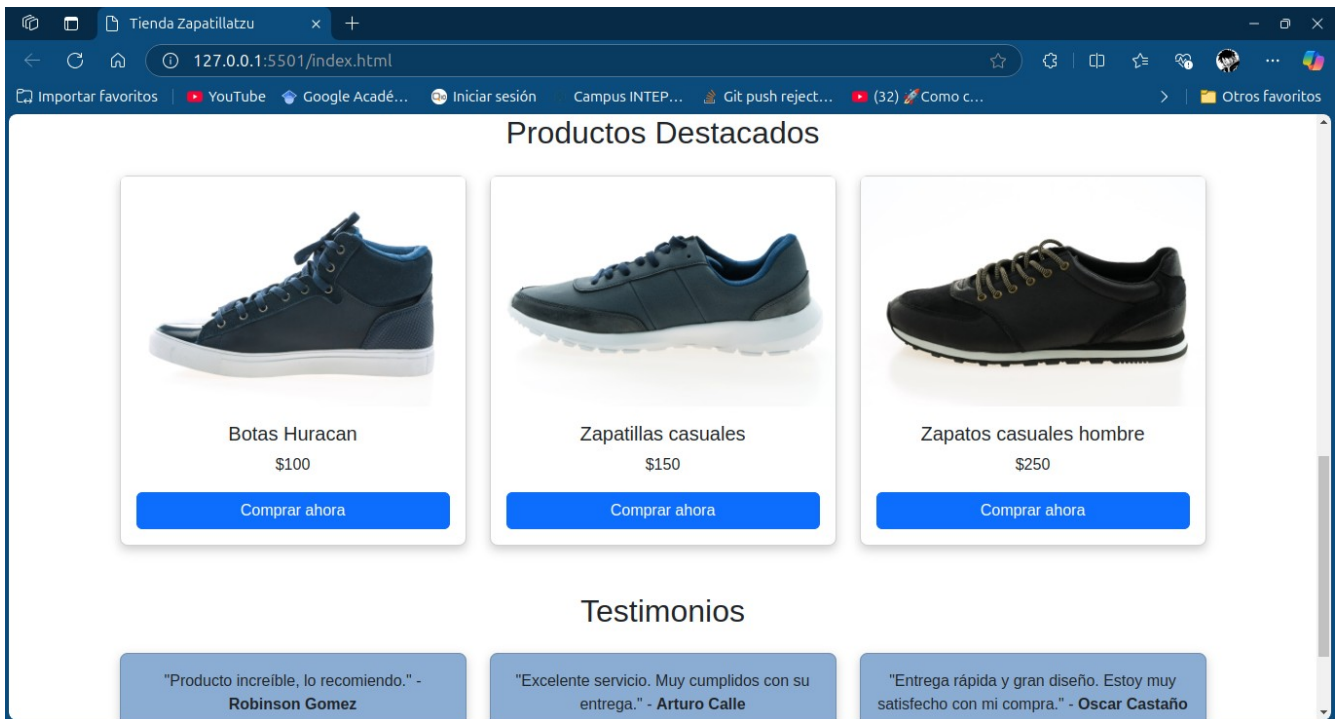 Tienda Zapatillatzu
127.0.0.1:5501/index.html
Importar favoritos
YouTube
Google Acadé...
Iniciar sesión
Campus INTEP...
Git push reject...
(32) 🚀Como c...
Otros favoritos
Productos Destacados
Botas Huracan
$100
Comprar ahora
Zapatillas casuales
$150
Comprar ahora
Zapatos casuales hombre
$250
Comprar ahora
Testimonios
"Producto increíble, lo recomiendo." -
Robinson Gomez
"Excelente servicio. Muy cumplidos con su
entrega." - Arturo Calle
"Entrega rápida y gran diseño. Estoy muy
satisfecho con mi compra." - Oscar Castaño